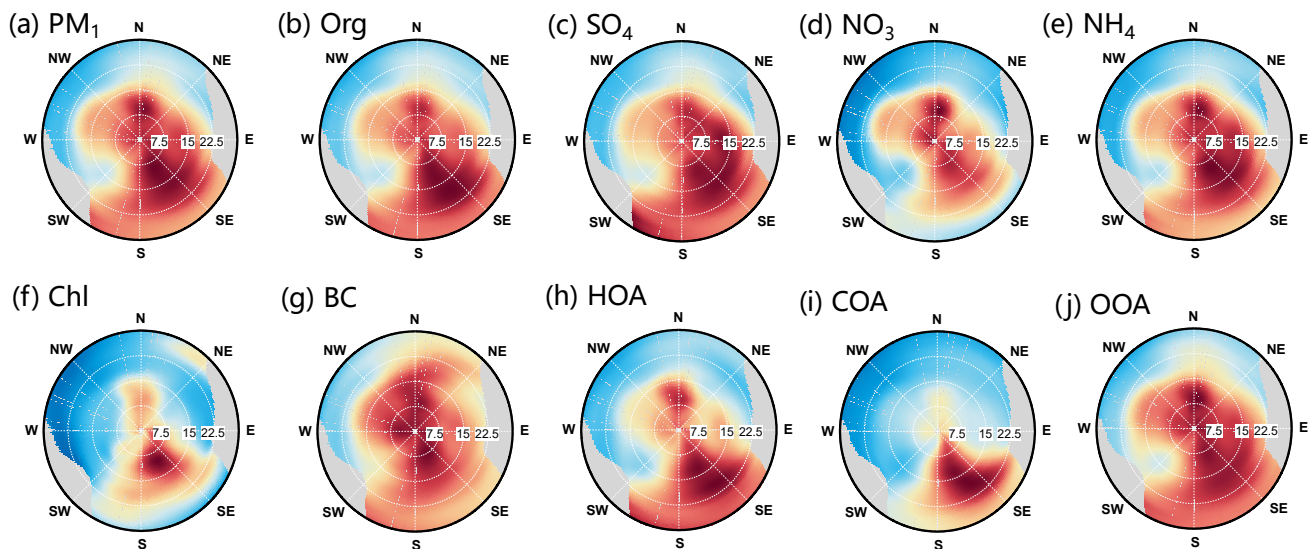 (a) PM₁
N
NW
NE
W
7.5
15
22.5
E
SW
SE
S
(b) Org
N
NW
NE
W
7.5
15
22.5
E
SW
SE
S
(c) SO₄
N
NW
NE
W
7.5
15
22.5
E
SW
SE
S
(d) NO₃
N
NW
NE
W
7.5
15
22.5
E
SW
SE
S
(e) NH₄
N
NW
NE
W
7.5
15
22.5
E
SW
SE
S
(f) Chl
N
NW
NE
W
7.5
15
22.5
E
SW
SE
S
(g) BC
N
NW
NE
W
7.5
15
22.5
E
SW
SE
S
(h) HOA
N
NW
NE
W
7.5
15
22.5
E
SW
SE
S
(i) COA
N
NW
NE
W
7.5
15
22.5
E
SW
SE
S
(j) OOA
N
NW
NE
W
7.5
15
22.5
E
SW
SE
S